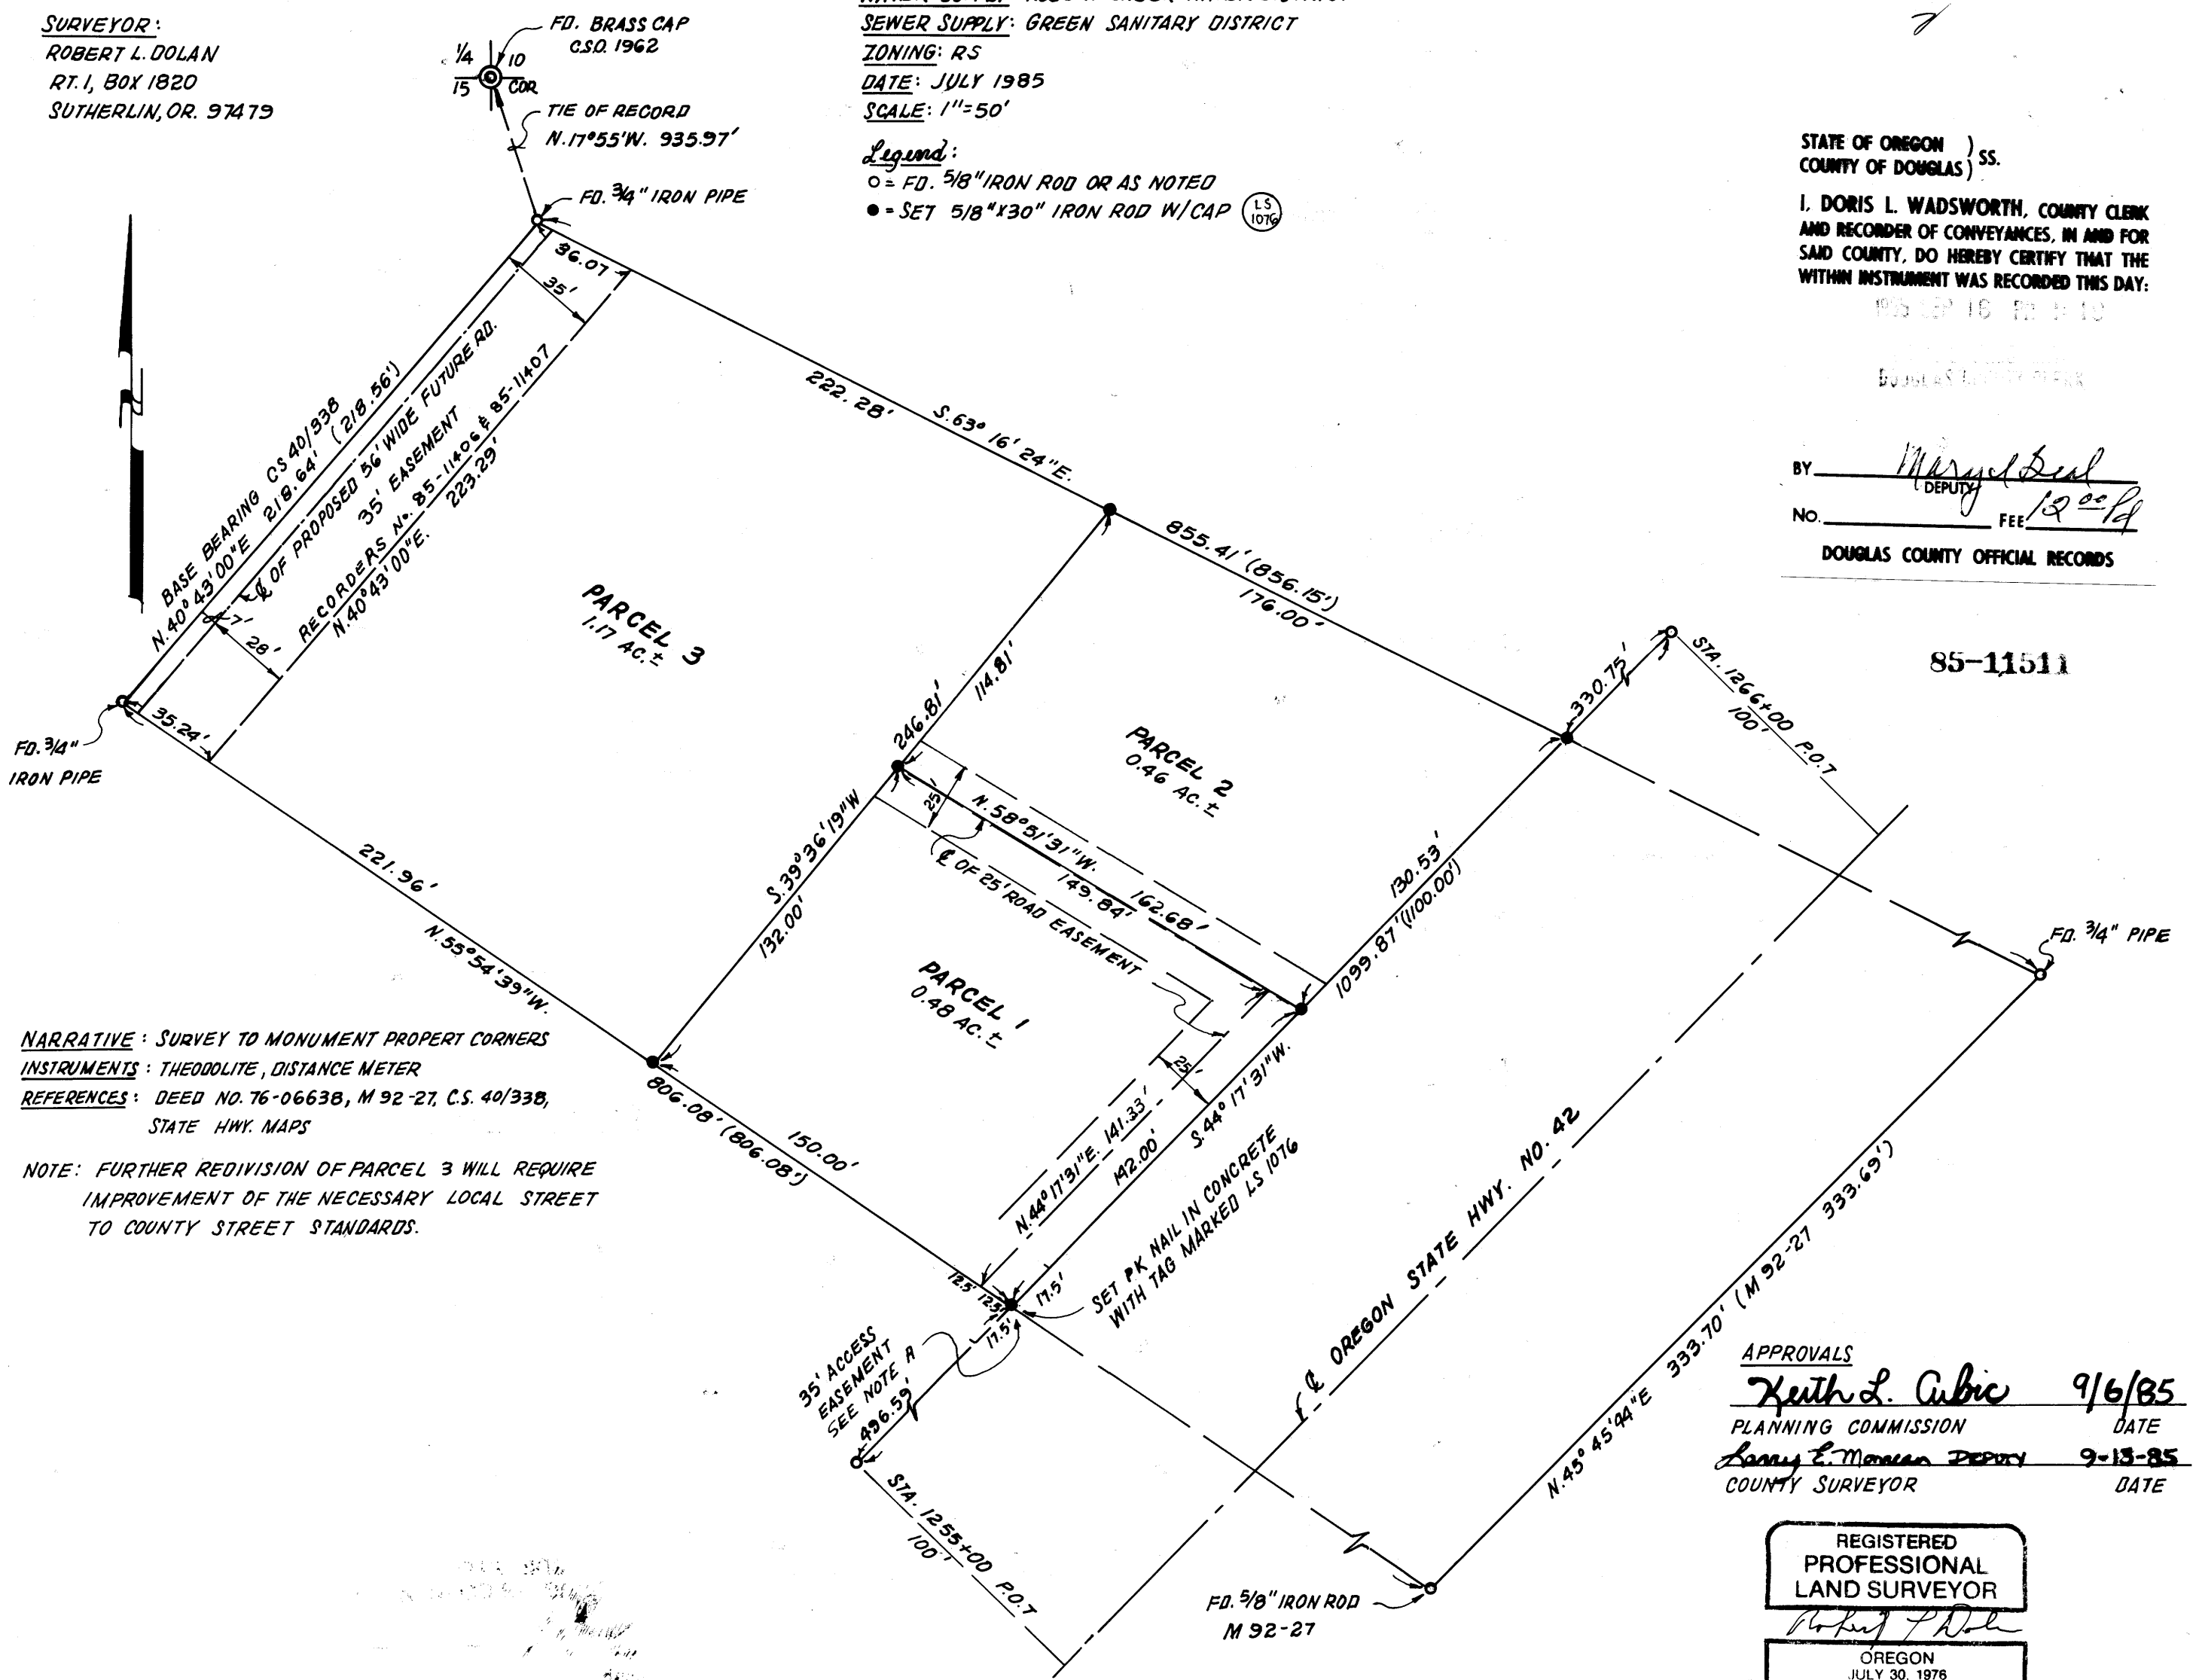 SURVEYOR:
ROBERT L. DOLAN
RT. 1, BOX 1820
SUTHERLIN, OR. 97479
FD. BRASS CAP
C.S.O. 1962
1/4 10
15 COR
TIE OF RECORD
N.17°55'W. 935.97'
FD. 3/4" IRON PIPE
SEWER SUPPLY: GREEN SANITARY DISTRICT
ZONING: RS
DATE: JULY 1985
SCALE: 1"=50'
Legend:
O = FD. 5/8" IRON ROD OR AS NOTED
● = SET 5/8"X30" IRON ROD W/CAP
LS
1076
STATE OF OREGON )
COUNTY OF DOUGLAS ) SS.
I, DORIS L. WADSWORTH, COUNTY CLERK
AND RECORDER OF CONVEYANCES, IN AND FOR
SAID COUNTY, DO HEREBY CERTIFY THAT THE
WITHIN INSTRUMENT WAS RECORDED THIS DAY:
BY
DEPUTY
NO. FEE 12 00 Pd
DOUGLAS COUNTY OFFICIAL RECORDS
85-11511
36.07
35'
BASE BEARING CS 40/338
N.40°43'00"E 218.64' (218.56')
℄ OF PROPOSED 56' WIDE FUTURE RD.
35' EASEMENT
RECORDERS No. 85-11406 & 85-11407
N.40°43'00"E. 223.29'
7'
28'
35.24'
FD. 3/4"
IRON PIPE
222.28'
S.63°16'24"E.
855.41' (856.15')
176.00'
PARCEL 3
1.17 AC.±
114.81'
246.81'
PARCEL 2
0.46 AC.±
330.75'
STA. 1266+00 P.O.T
100'
25'
N.58°51'31"W.
149.84' 162.68'
℄ OF 25' ROAD EASEMENT
S.39°36'19"W
132.00'
130.53'
1099.87' (1100.00')
221.96'
N.55°54'39"W.
PARCEL 1
0.48 AC.±
FD. 3/4" PIPE
25'
N.44°17'31"E. 141.33'
142.00'
S.44°17'31"W.
806.08' (806.08')
150.00'
12.5' 12.5'
17.5'
17.5'
SET PK NAIL IN CONCRETE
WITH TAG MARKED LS 1076
NARRATIVE: SURVEY TO MONUMENT PROPERT CORNERS
INSTRUMENTS: THEODOLITE, DISTANCE METER
REFERENCES: DEED NO. 76-06638, M 92-27, C.S. 40/338,
STATE HWY. MAPS
NOTE: FURTHER REDIVISION OF PARCEL 3 WILL REQUIRE
IMPROVEMENT OF THE NECESSARY LOCAL STREET
TO COUNTY STREET STANDARDS.
35' ACCESS
EASEMENT
SEE NOTE A
496.59'
STA. 1255+00 P.O.T
100'
℄ OREGON STATE HWY. NO. 42
N.45°45'44"E 333.70' (M 92-27 333.69')
FD. 5/8" IRON ROD
M 92-27
APPROVALS
Keith L. Cubic 9/6/85
PLANNING COMMISSION DATE
Larry E. DEPUTY 9-13-85
COUNTY SURVEYOR DATE
REGISTERED
PROFESSIONAL
LAND SURVEYOR
OREGON
JULY 30, 1976